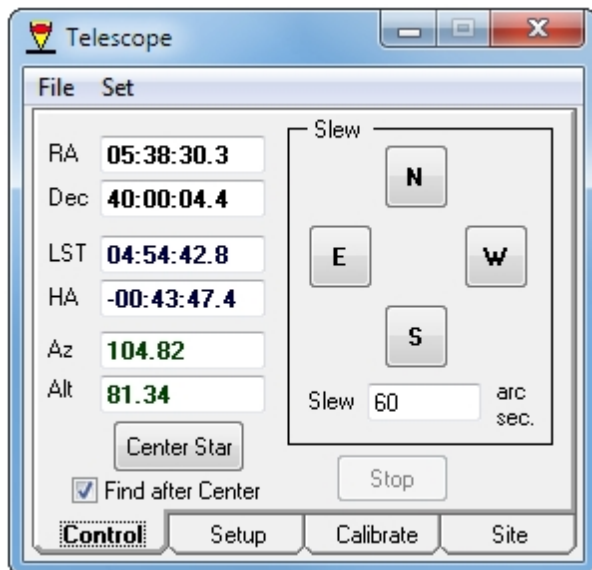 Telescope
File Set
RA 05:38:30.3
Dec 40:00:04.4
LST 04:54:42.8
HA -00:43:47.4
Az 104.82
Alt 81.34
Center Star
Find after Center
Slew
N
E W
S
Slew 60 arc sec.
Stop
Control Setup Calibrate Site